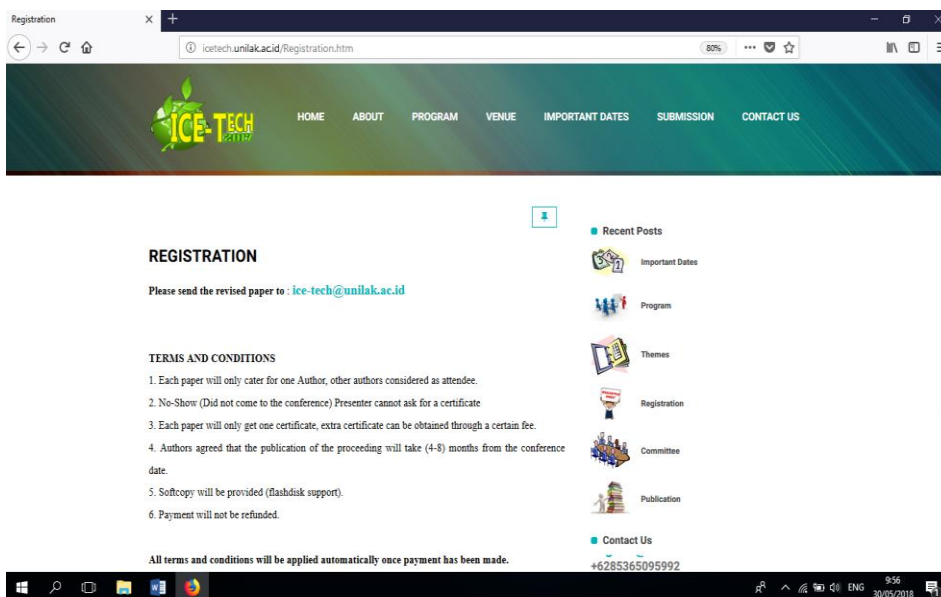 Registration
icetech.unilak.ac.id/Registration.htm
80%
ICE-TECH
2017
HOME ABOUT PROGRAM VENUE IMPORTANT DATES SUBMISSION CONTACT US
REGISTRATION
Please send the revised paper to : ice-tech@unilak.ac.id
TERMS AND CONDITIONS
1. Each paper will only cater for one Author, other authors considered as attendee.
2. No-Show (Did not come to the conference) Presenter cannot ask for a certificate
3. Each paper will only get one certificate, extra certificate can be obtained through a certain fee.
4. Authors agreed that the publication of the proceeding will take (4-8) months from the conference
date.
5. Softcopy will be provided (flashdisk support).
6. Payment will not be refunded.
All terms and conditions will be applied automatically once payment has been made.
Recent Posts
Important Dates
Program
Themes
Registration
Committee
Publication
Contact Us
+6285365095992
ENG
9:56
30/05/2018